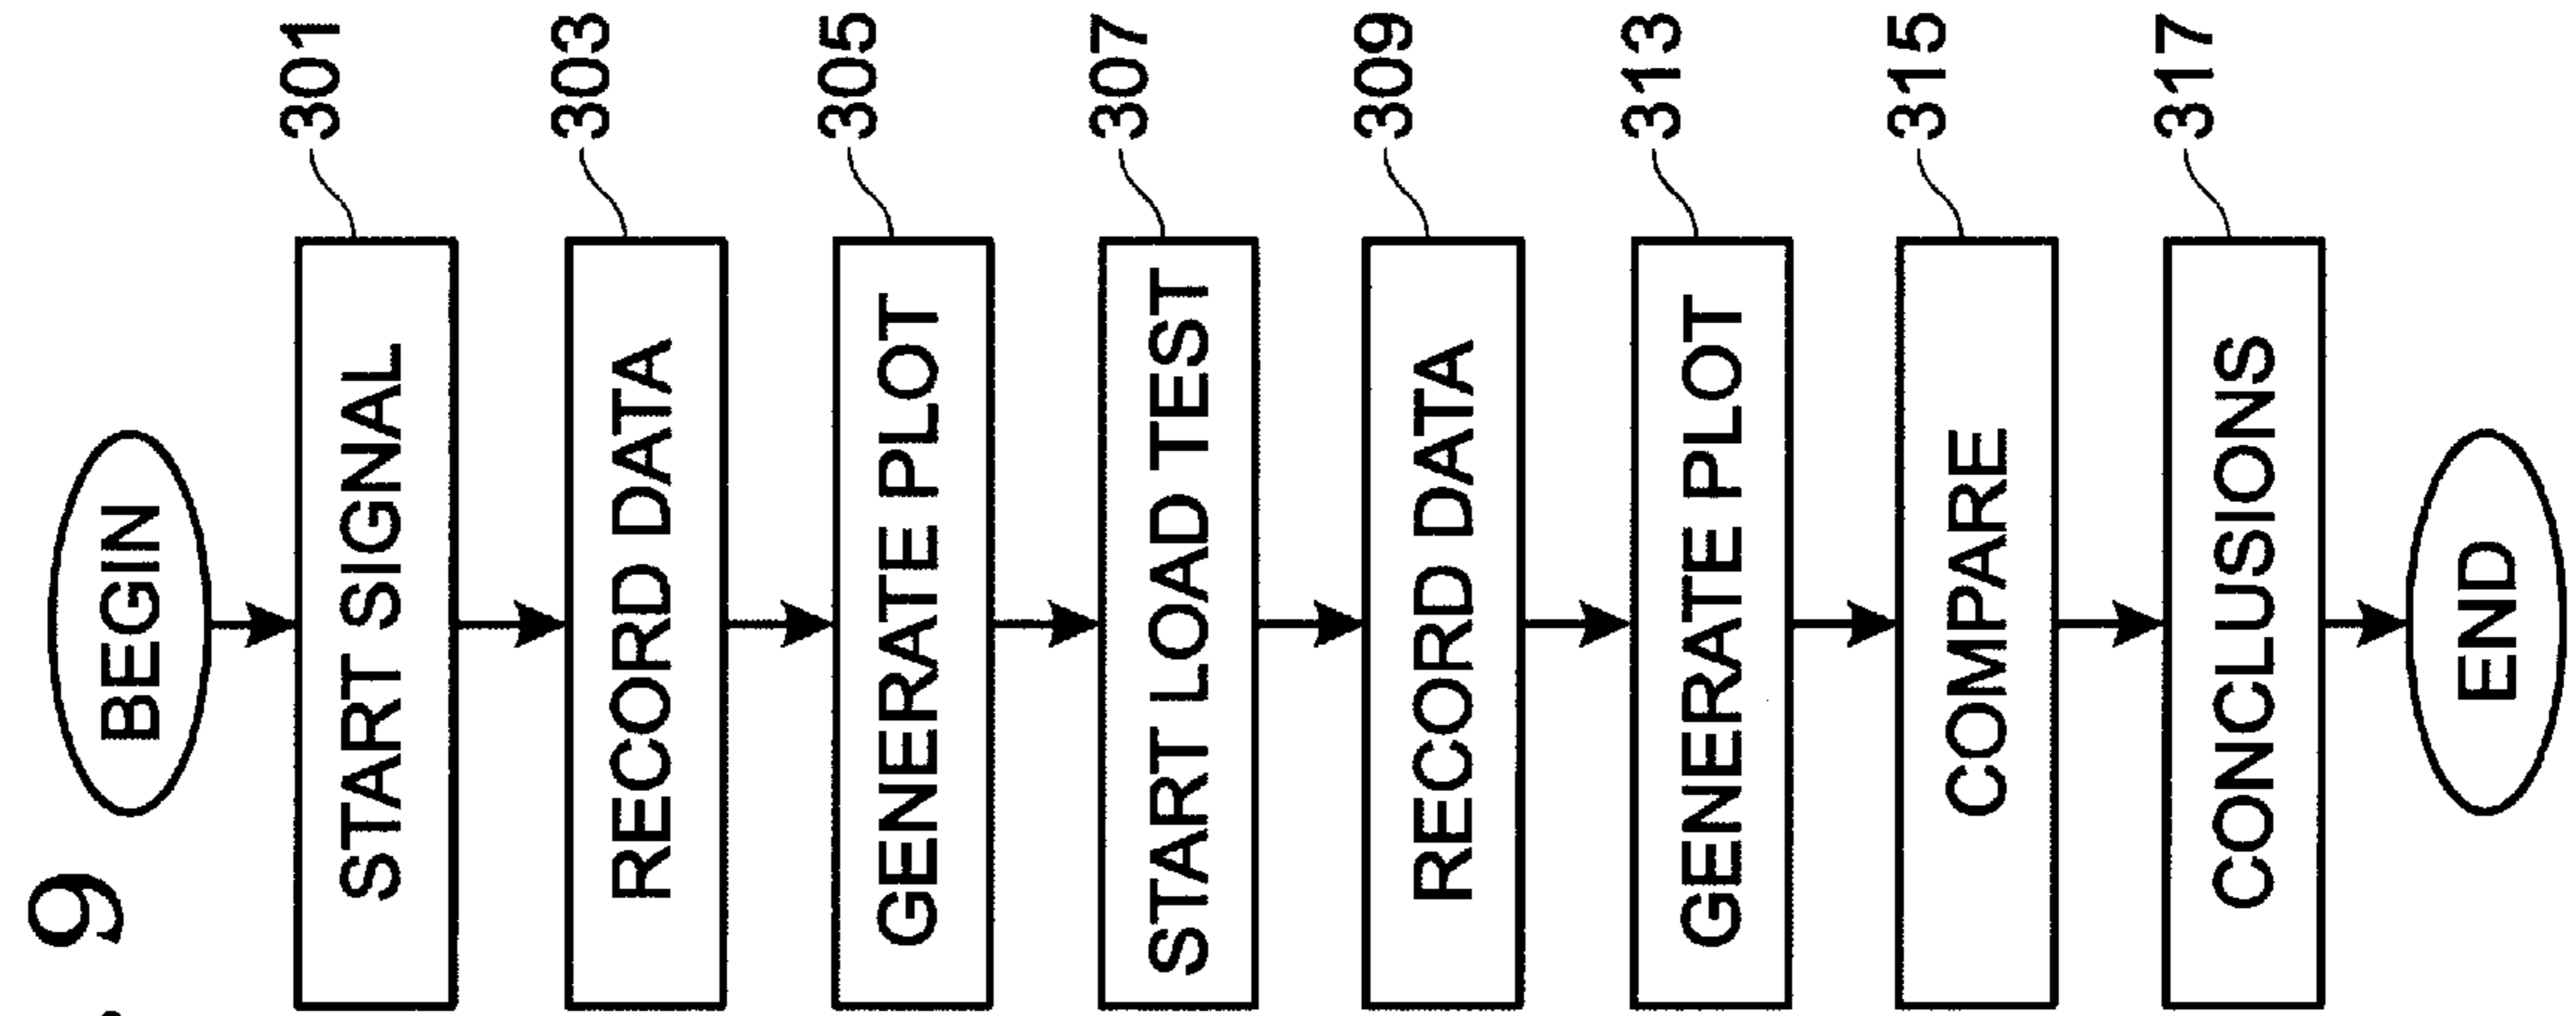 . 9
BEGIN
START SIGNAL
301
RECORD DATA
303
GENERATE PLOT
305
START LOAD TEST
307
RECORD DATA
309
GENERATE PLOT
313
COMPARE
315
CONCLUSIONS
317
END